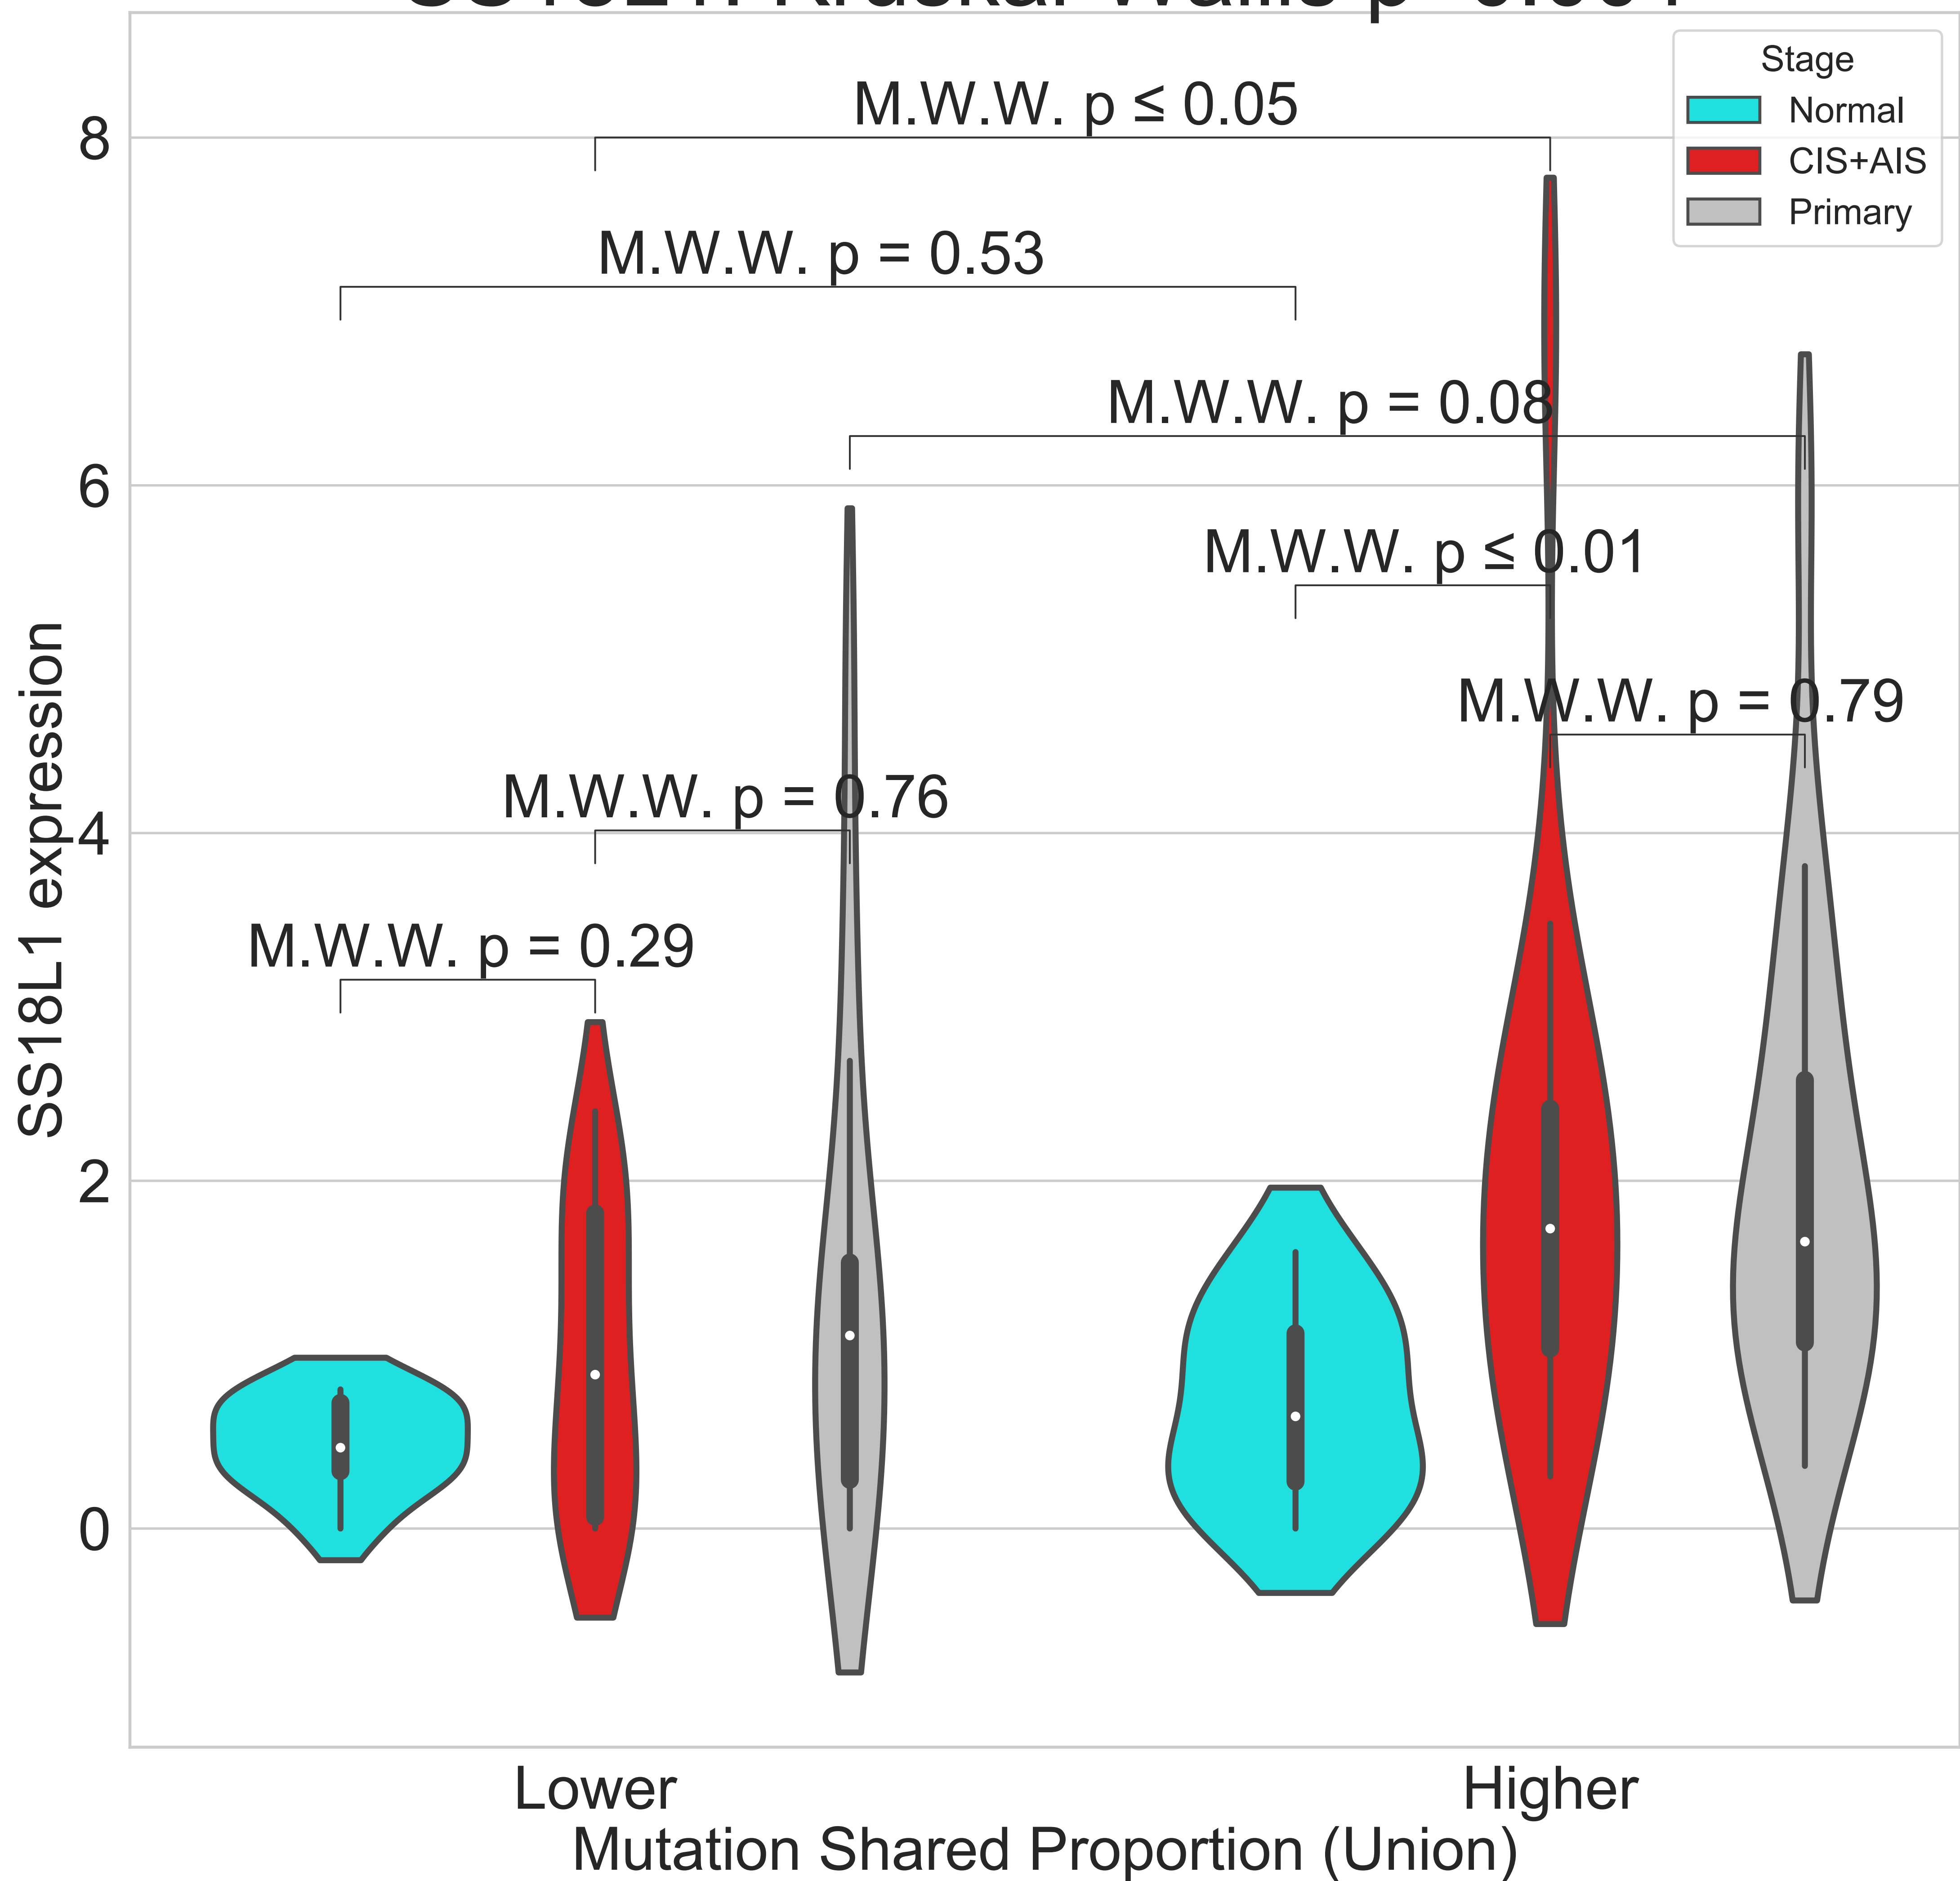 Stage
Normal
CIS+AIS
Primary
M.W.W. p ≤ 0.05
M.W.W. p = 0.53
M.W.W. p = 0.08
M.W.W. p ≤ 0.01
M.W.W. p = 0.79
M.W.W. p = 0.76
M.W.W. p = 0.29
8
6
4
2
0
SS18L1 expression
Lower
Higher
Mutation Shared Proportion (Union)